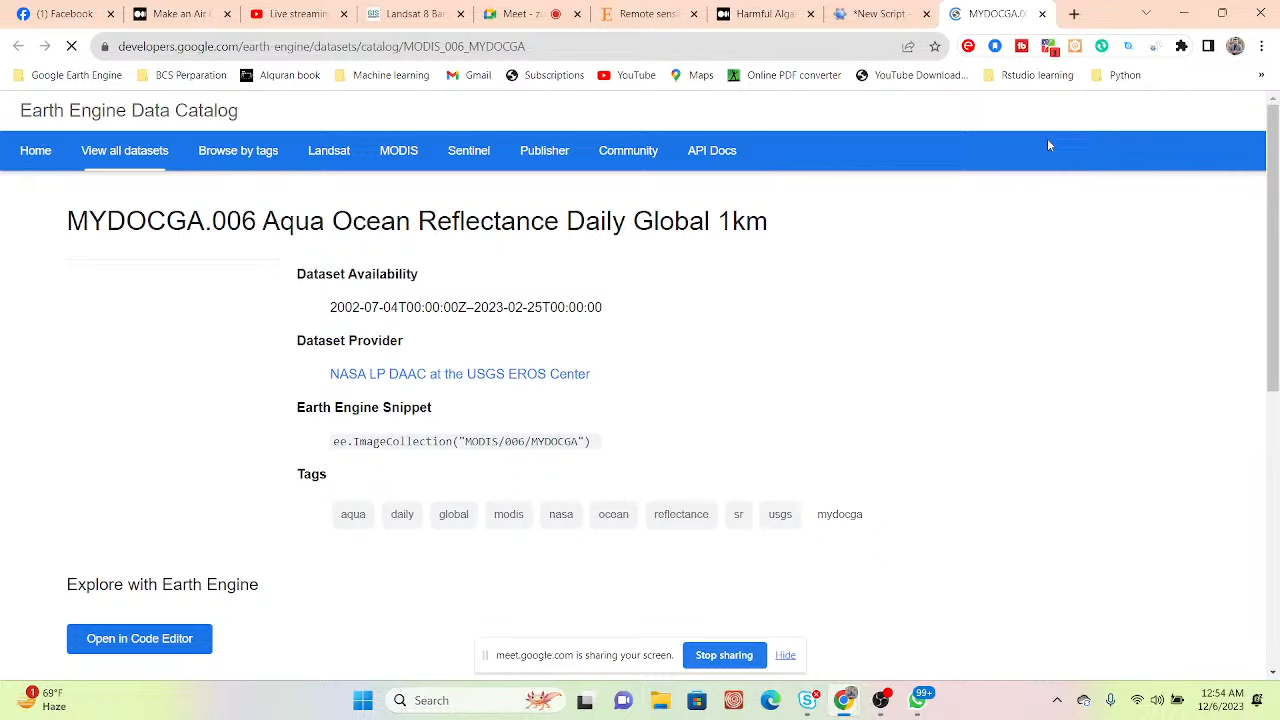 (1) Facebook
Make an Air C
Live streaming
GIS
Landsat 8 Ba
Meet - z
Remote sensi
Harmful Alga
*New Script -
MYDOCGA.0
developers.google.com/earth
MODIS_006_MYDOCGA
Google Earth Engine
BCS Perparation
Alquran book
Machine learning
Gmail
Subscriptions
YouTube
Maps
Online PDF converter
YouTube Download...
Rstudio learning
Python
»
Earth Engine Data Catalog
Home
View all datasets
Browse by tags
Landsat
MODIS
Sentinel
Publisher
Community
API Docs
MYDOCGA.006 Aqua Ocean Reflectance Daily Global 1km
Dataset Availability
2002-07-04T00:00:00Z–2023-02-25T00:00:00
Dataset Provider
NASA LP DAAC at the USGS EROS Center
Earth Engine Snippet
ee.ImageCollection("MODIS/006/MYDOCGA")
Tags
aqua
daily
global
modis
nasa
ocean
reflectance
sr
usgs
mydocga
Explore with Earth Engine
Open in Code Editor
meet.google.com is sharing your screen.
Stop sharing
Hide
1
69°F
Haze
Search
99+
12:54 AM
12/6/2023